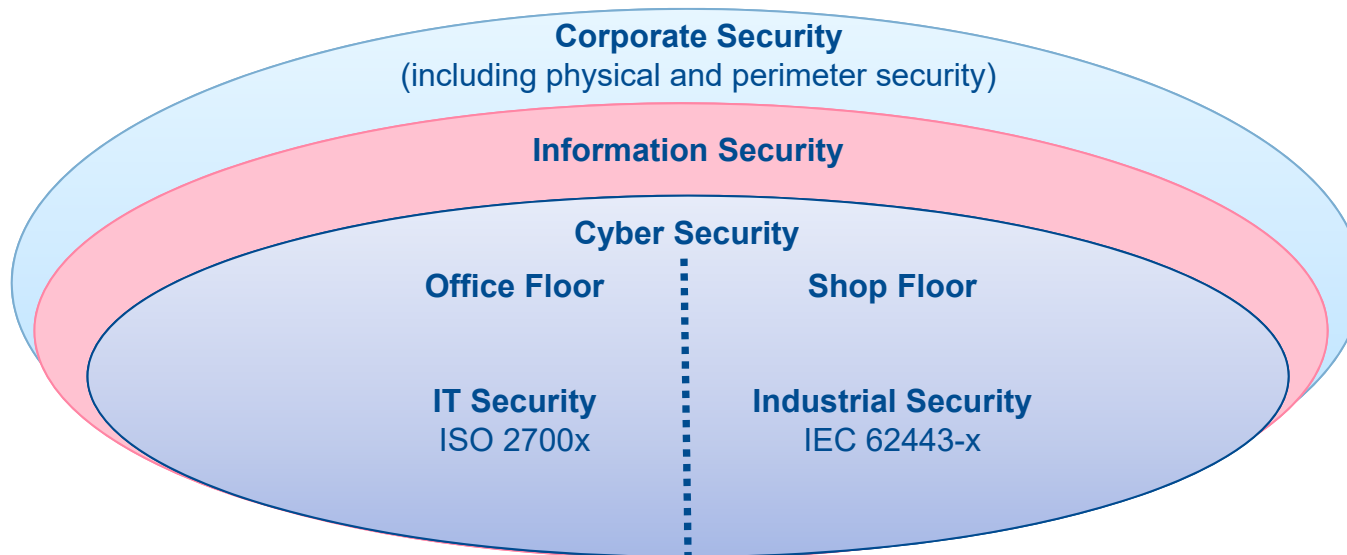 Corporate Security
(including physical and perimeter security)
Information Security
Cyber Security
Office Floor
Shop Floor
IT Security
ISO 2700x
Industrial Security
IEC 62443-x